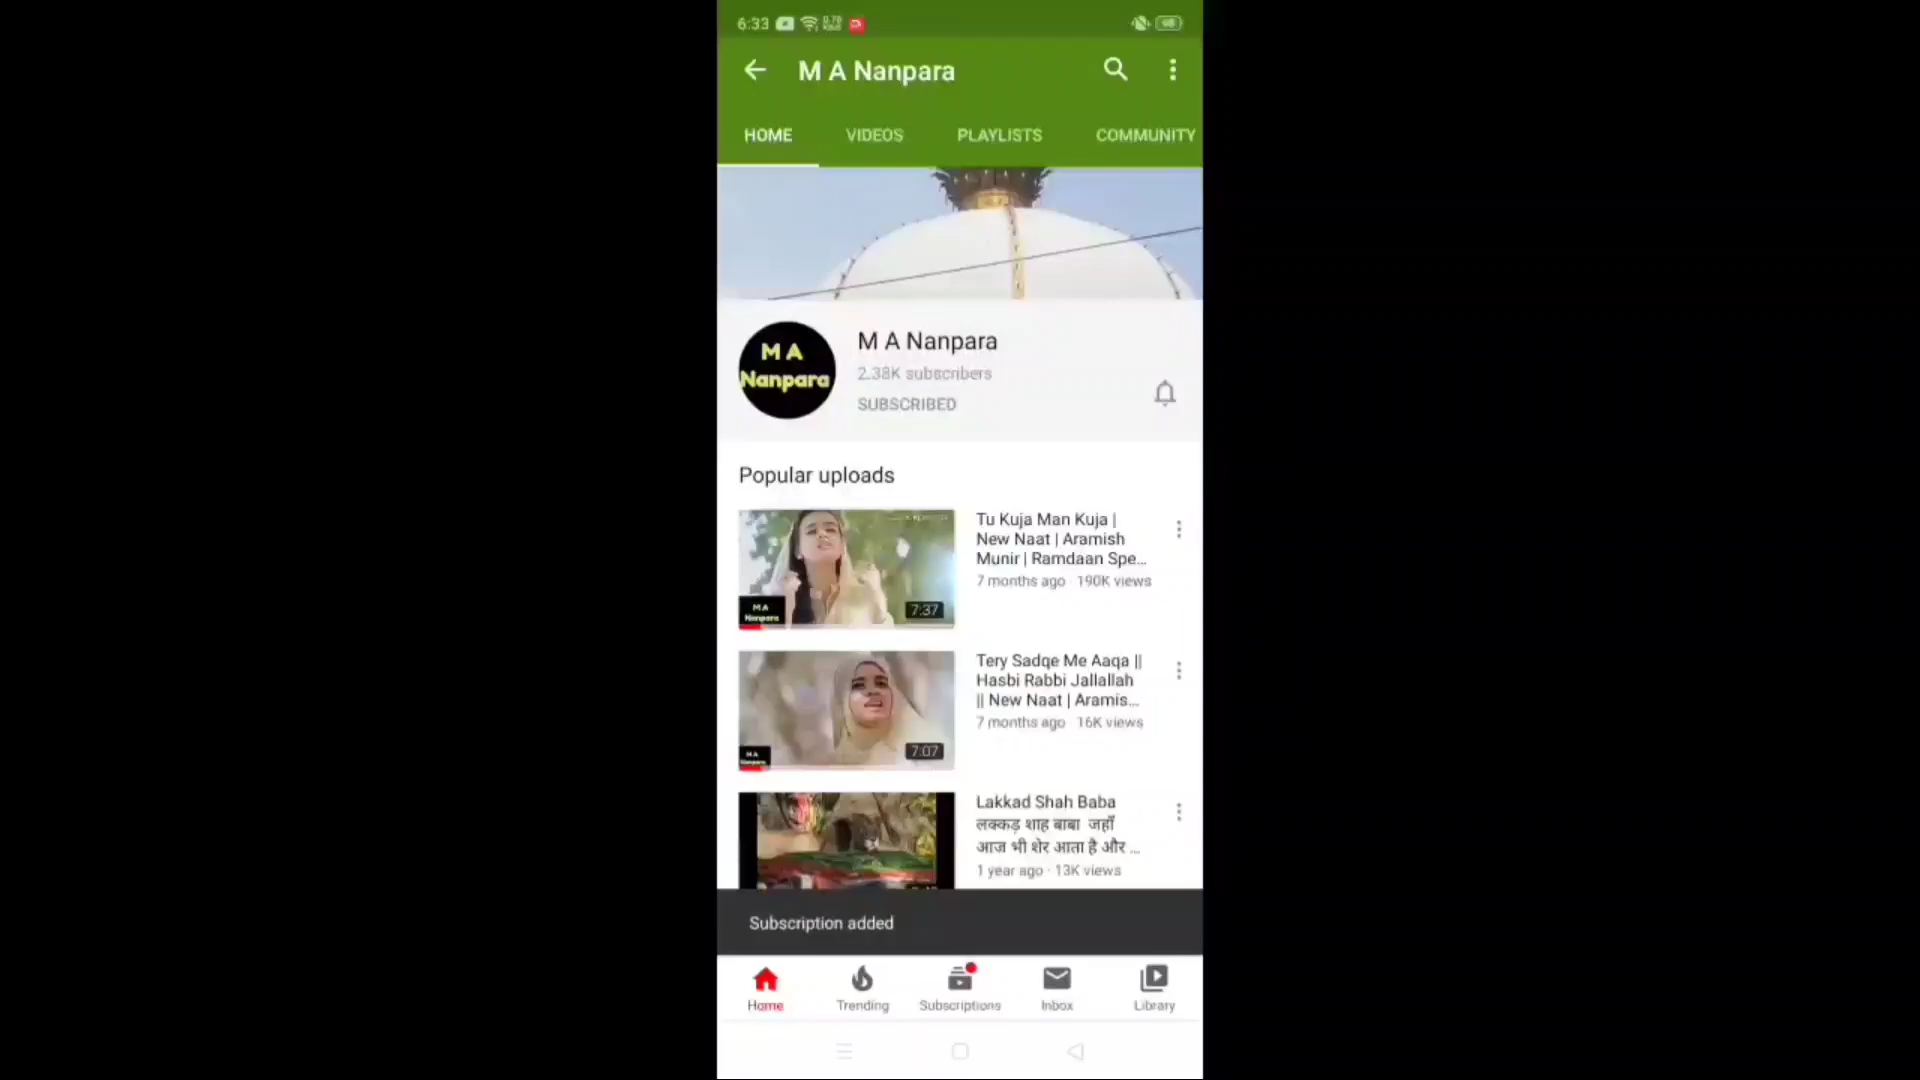 6:33
M A Nanpara
HOME VIDEOS PLAYLISTS COMMUNITY
M A
Nanpara
M A Nanpara
2.38K subscribers
SUBSCRIBED
Popular uploads
Tu Kuja Man Kuja |
New Naat | Aramish
Munir | Ramdaan Spe...
7 months ago · 190K views
M A
Nanpara
7:37
Tery Sadqe Me Aaqa ||
Hasbi Rabbi Jallallah
|| New Naat | Aramis...
7 months ago 16K views
M A
Nanpara
7:07
Lakkad Shah Baba
लक्कड़ शाह बाबा जहाँ
आज भी शेर आता है और ...
1 year ago · 13K views
Subscription added
Home Trending Subscriptions Inbox Library